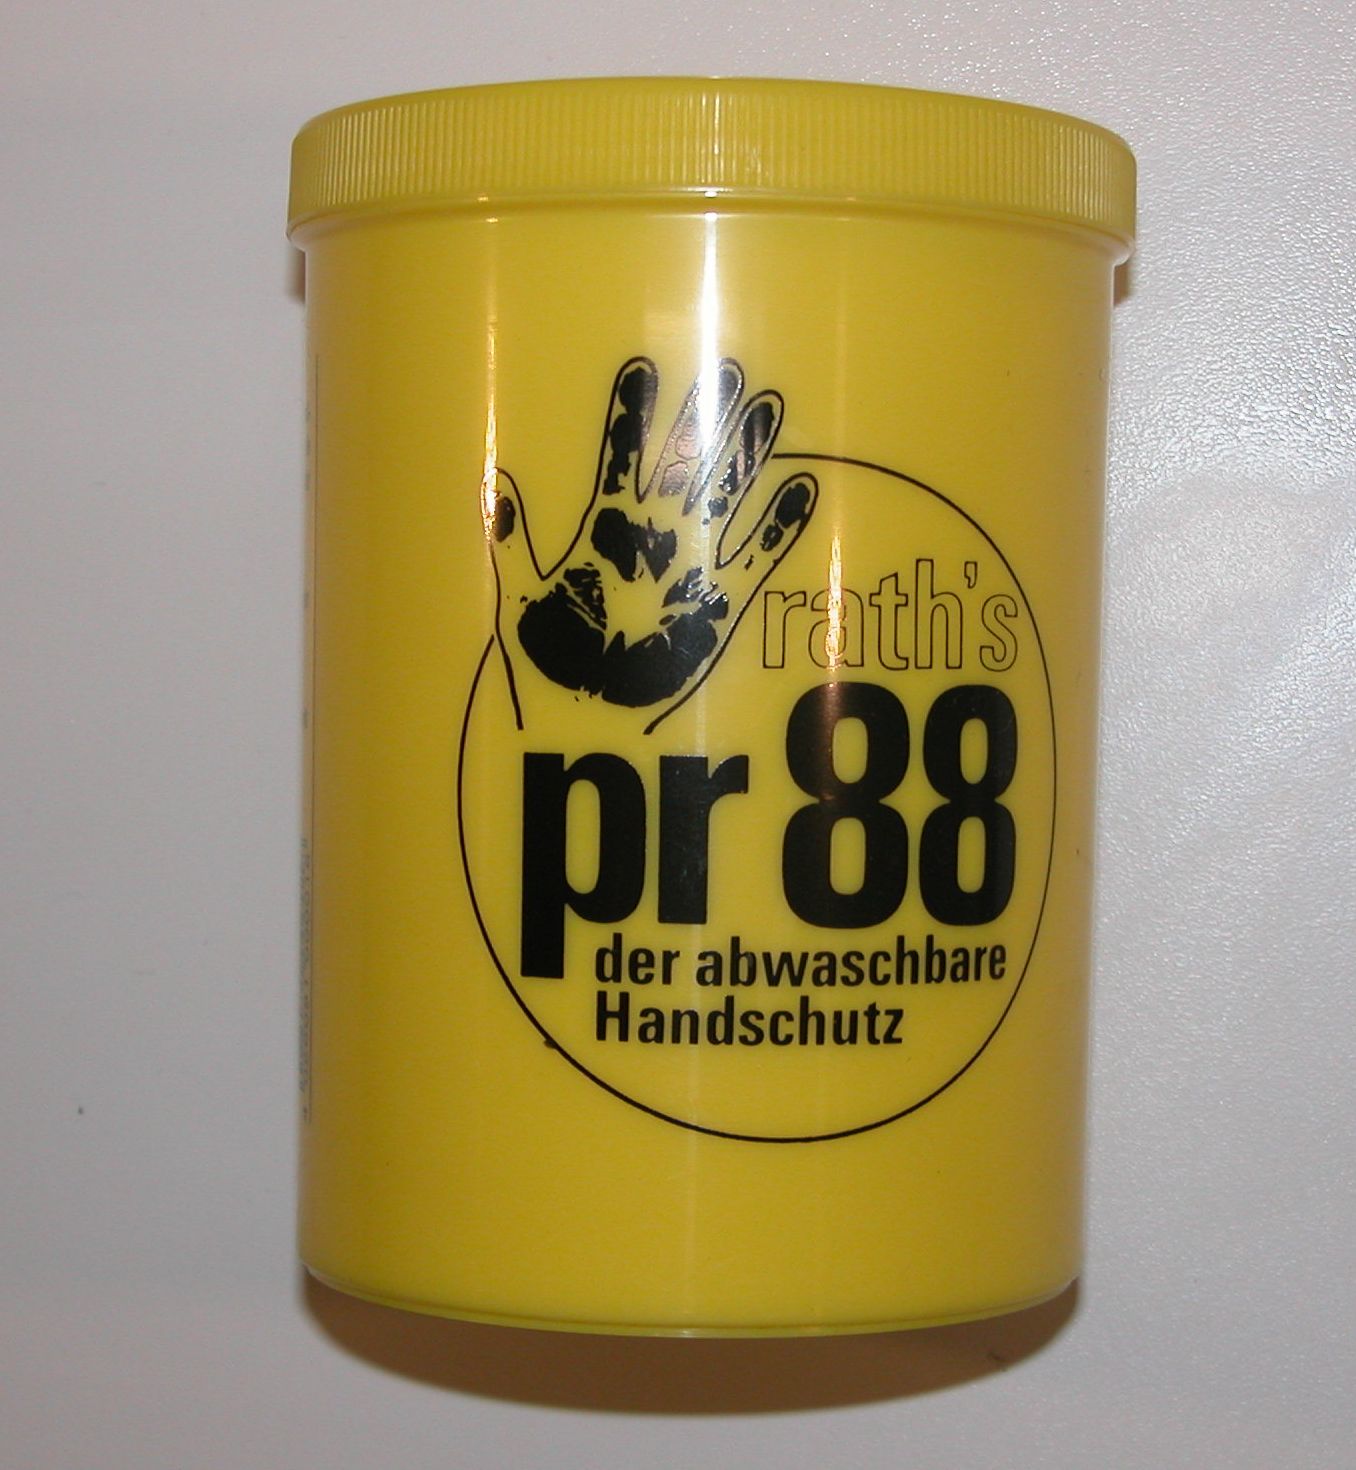 rath's
pr 88
der abwaschbare
Handschutz